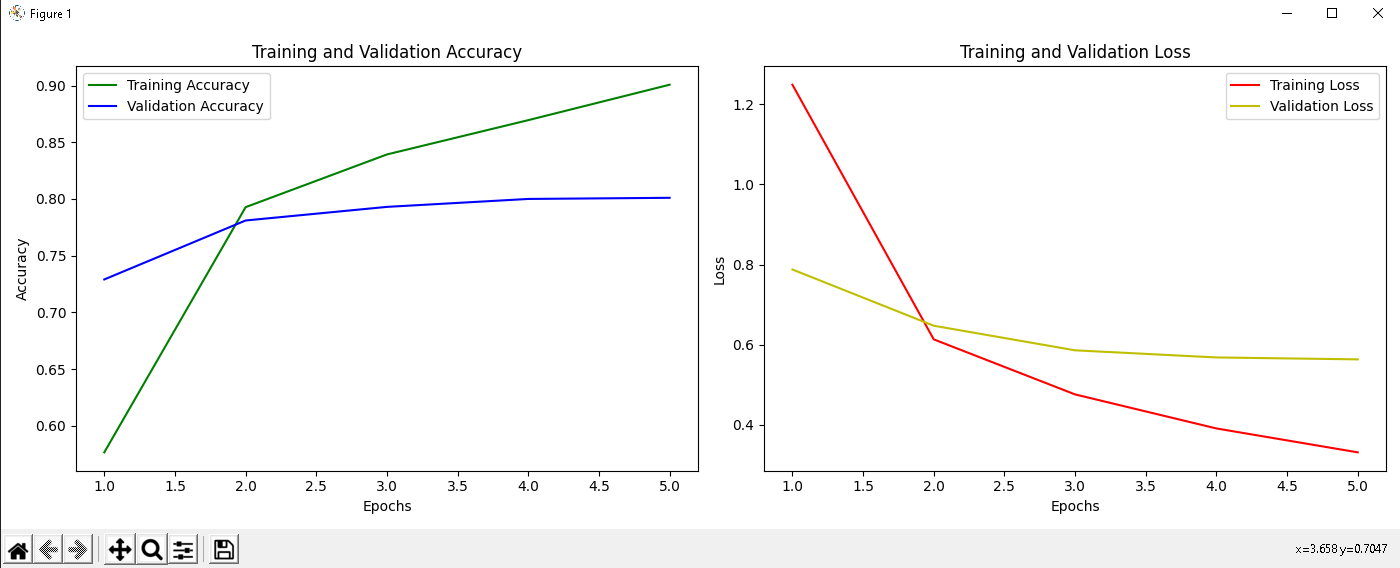 Figure 1
Training and Validation Accuracy
Training Accuracy
Validation Accuracy
0.90
0.85
0.80
0.75
0.70
0.65
0.60
Accuracy
1.0 1.5 2.0 2.5 3.0 3.5 4.0 4.5 5.0
Epochs
Training and Validation Loss
Training Loss
Validation Loss
1.2
1.0
0.8
0.6
0.4
Loss
1.0 1.5 2.0 2.5 3.0 3.5 4.0 4.5 5.0
Epochs
x=3.658 y=0.7047